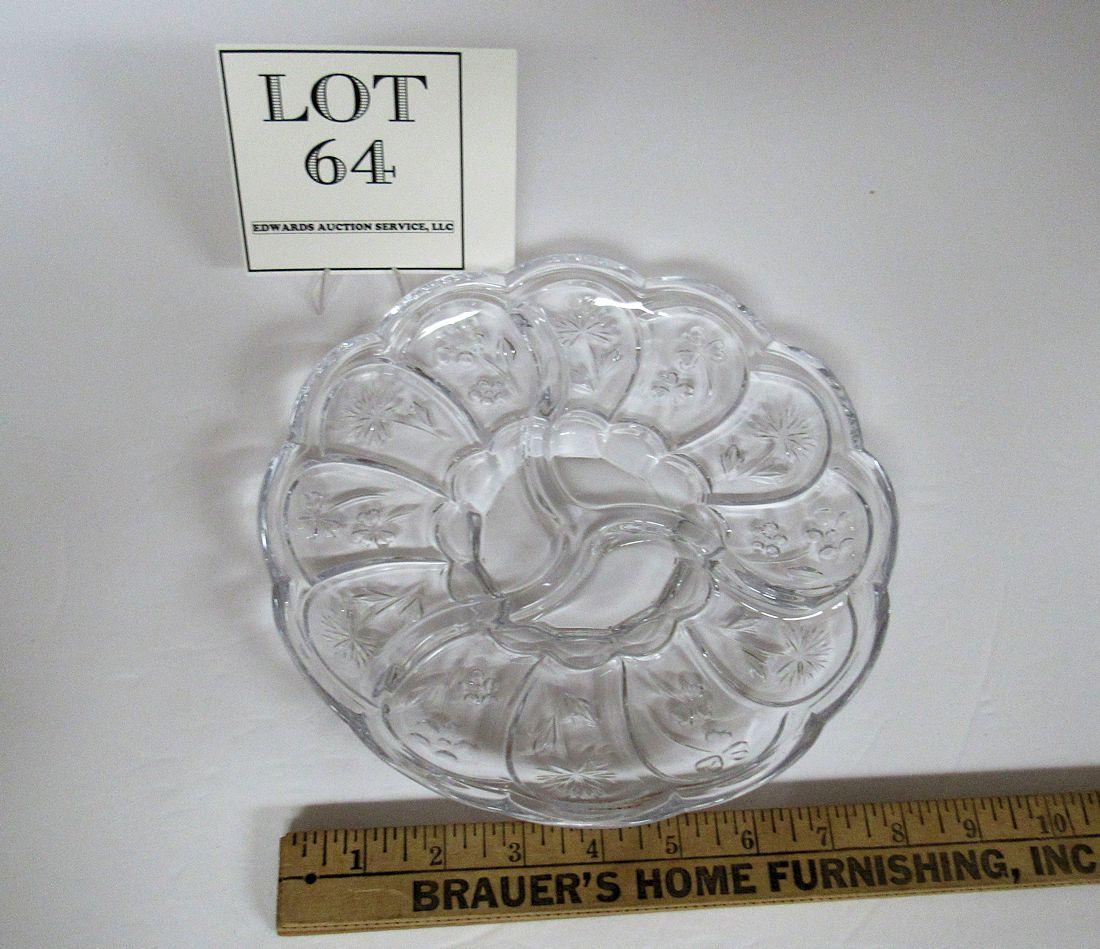 LOT
64
EDWARDS AUCTION SERVICE, LLC
1 2 3 4 5 6 7 8 9 10
BRAUER'S HOME FURNISHING, INC